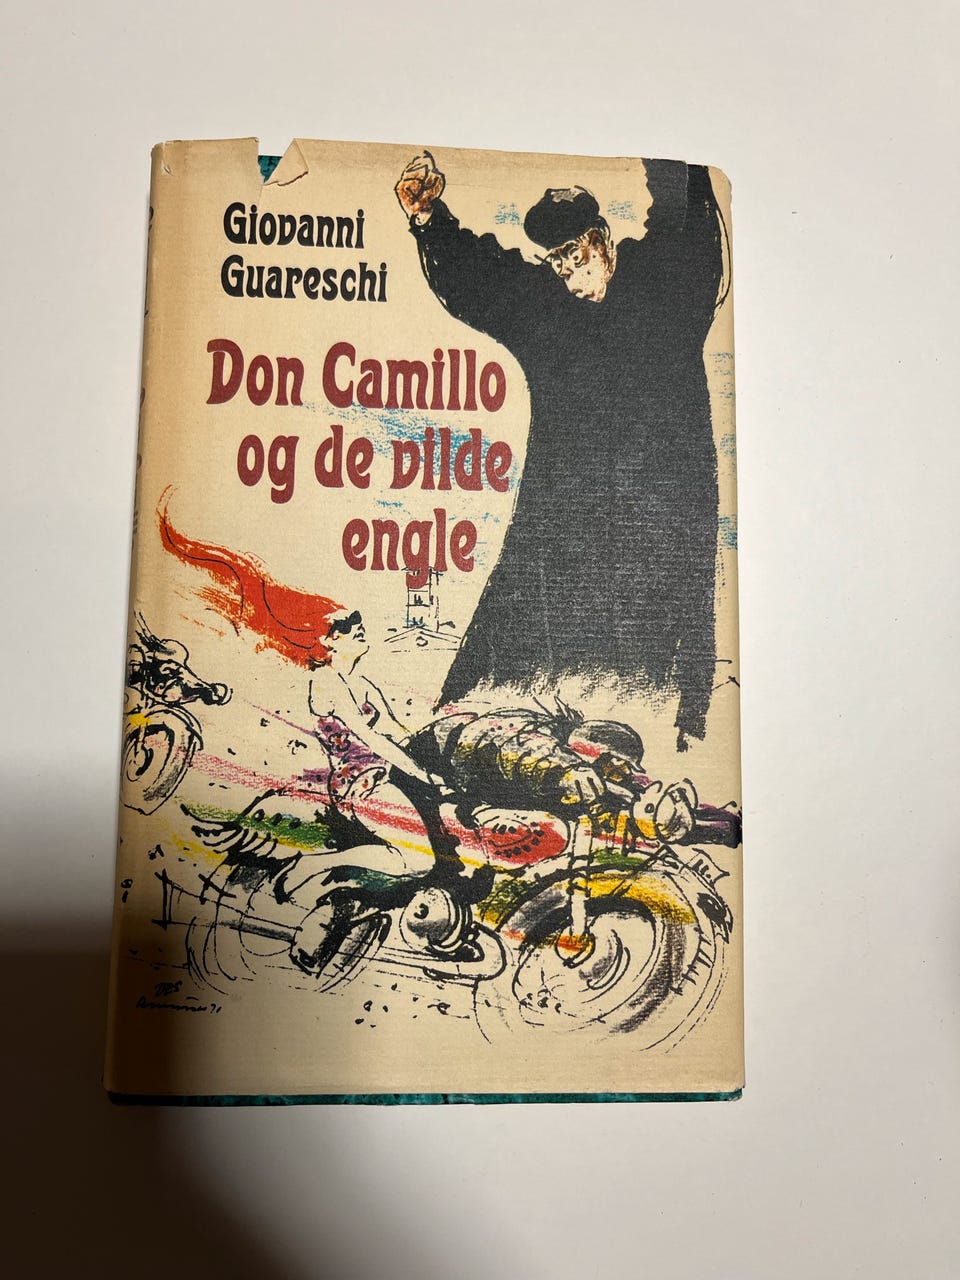 Giovanni
Guareschi
Don Camillo
og de vilde
engle